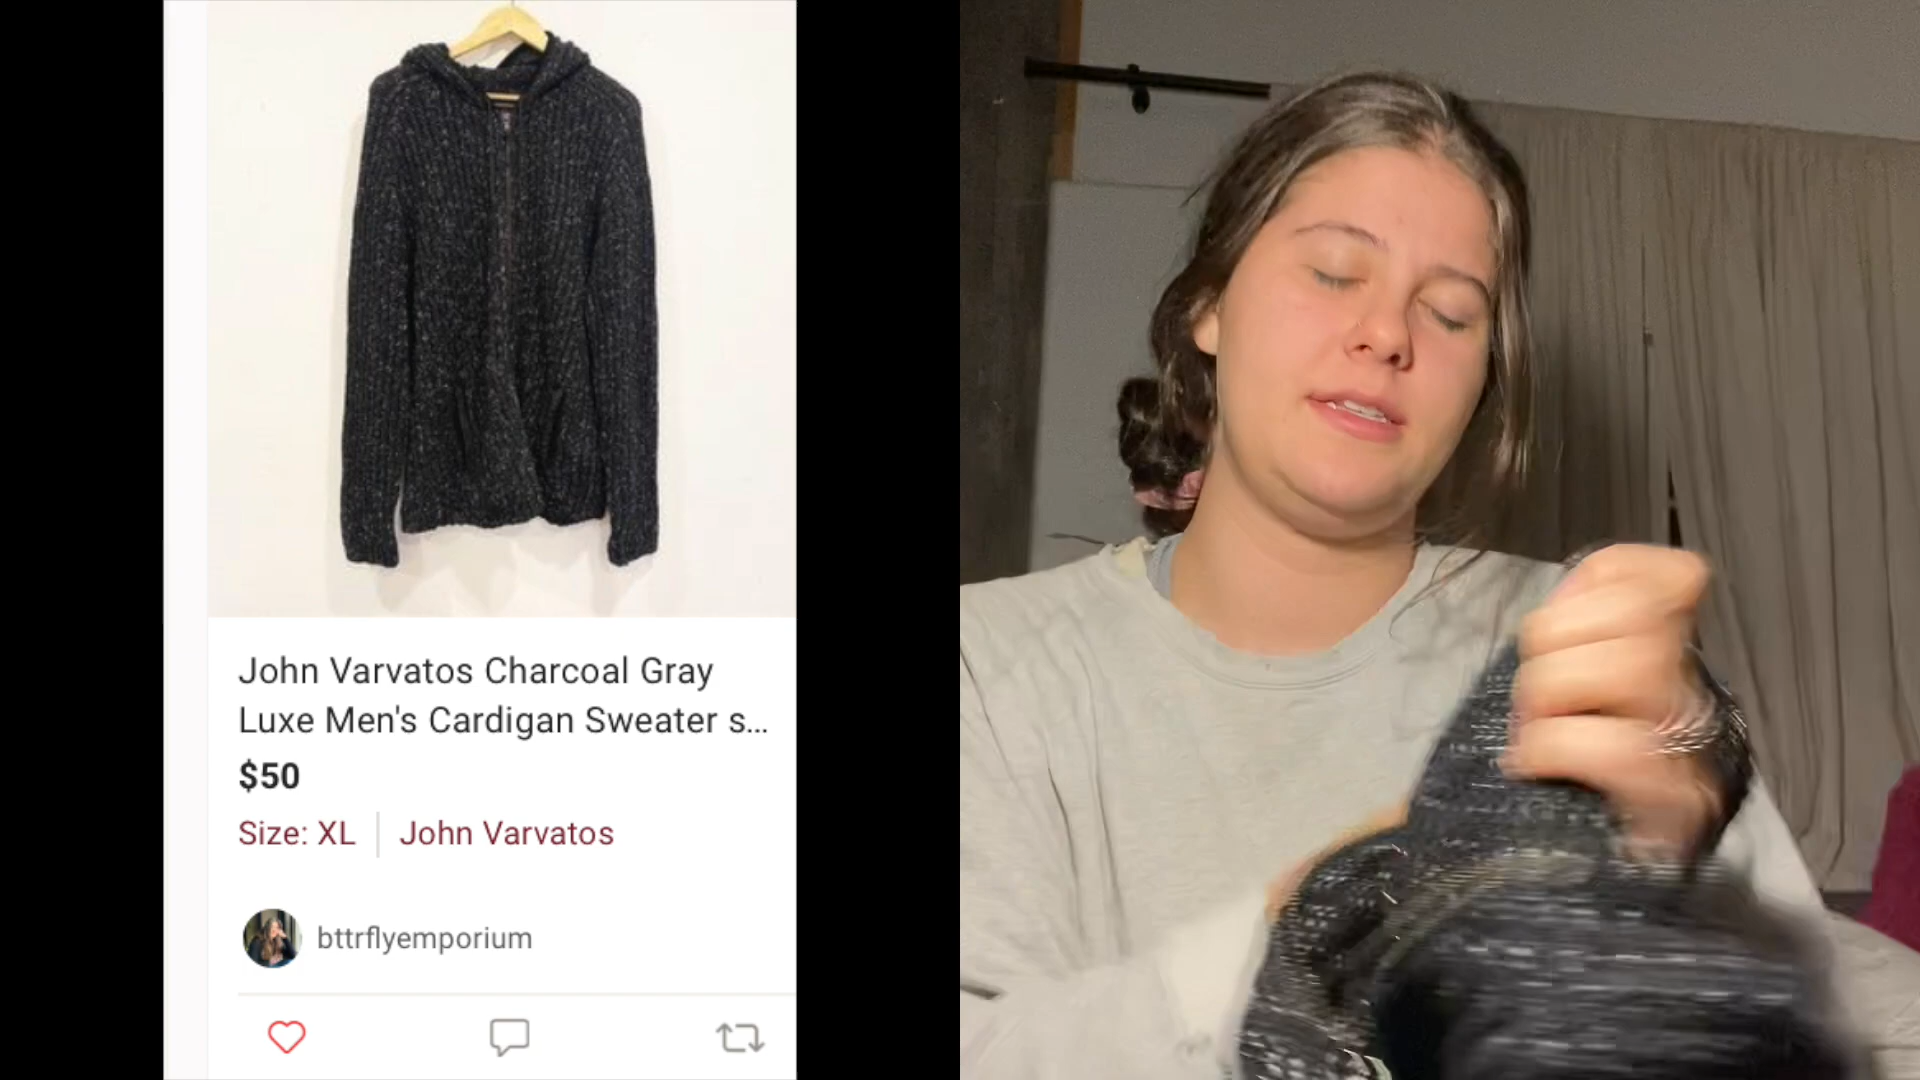 John Varvatos Charcoal Gray
Luxe Men's Cardigan Sweater s...
$50
Size: XL
John Varvatos
bttrflyemporium